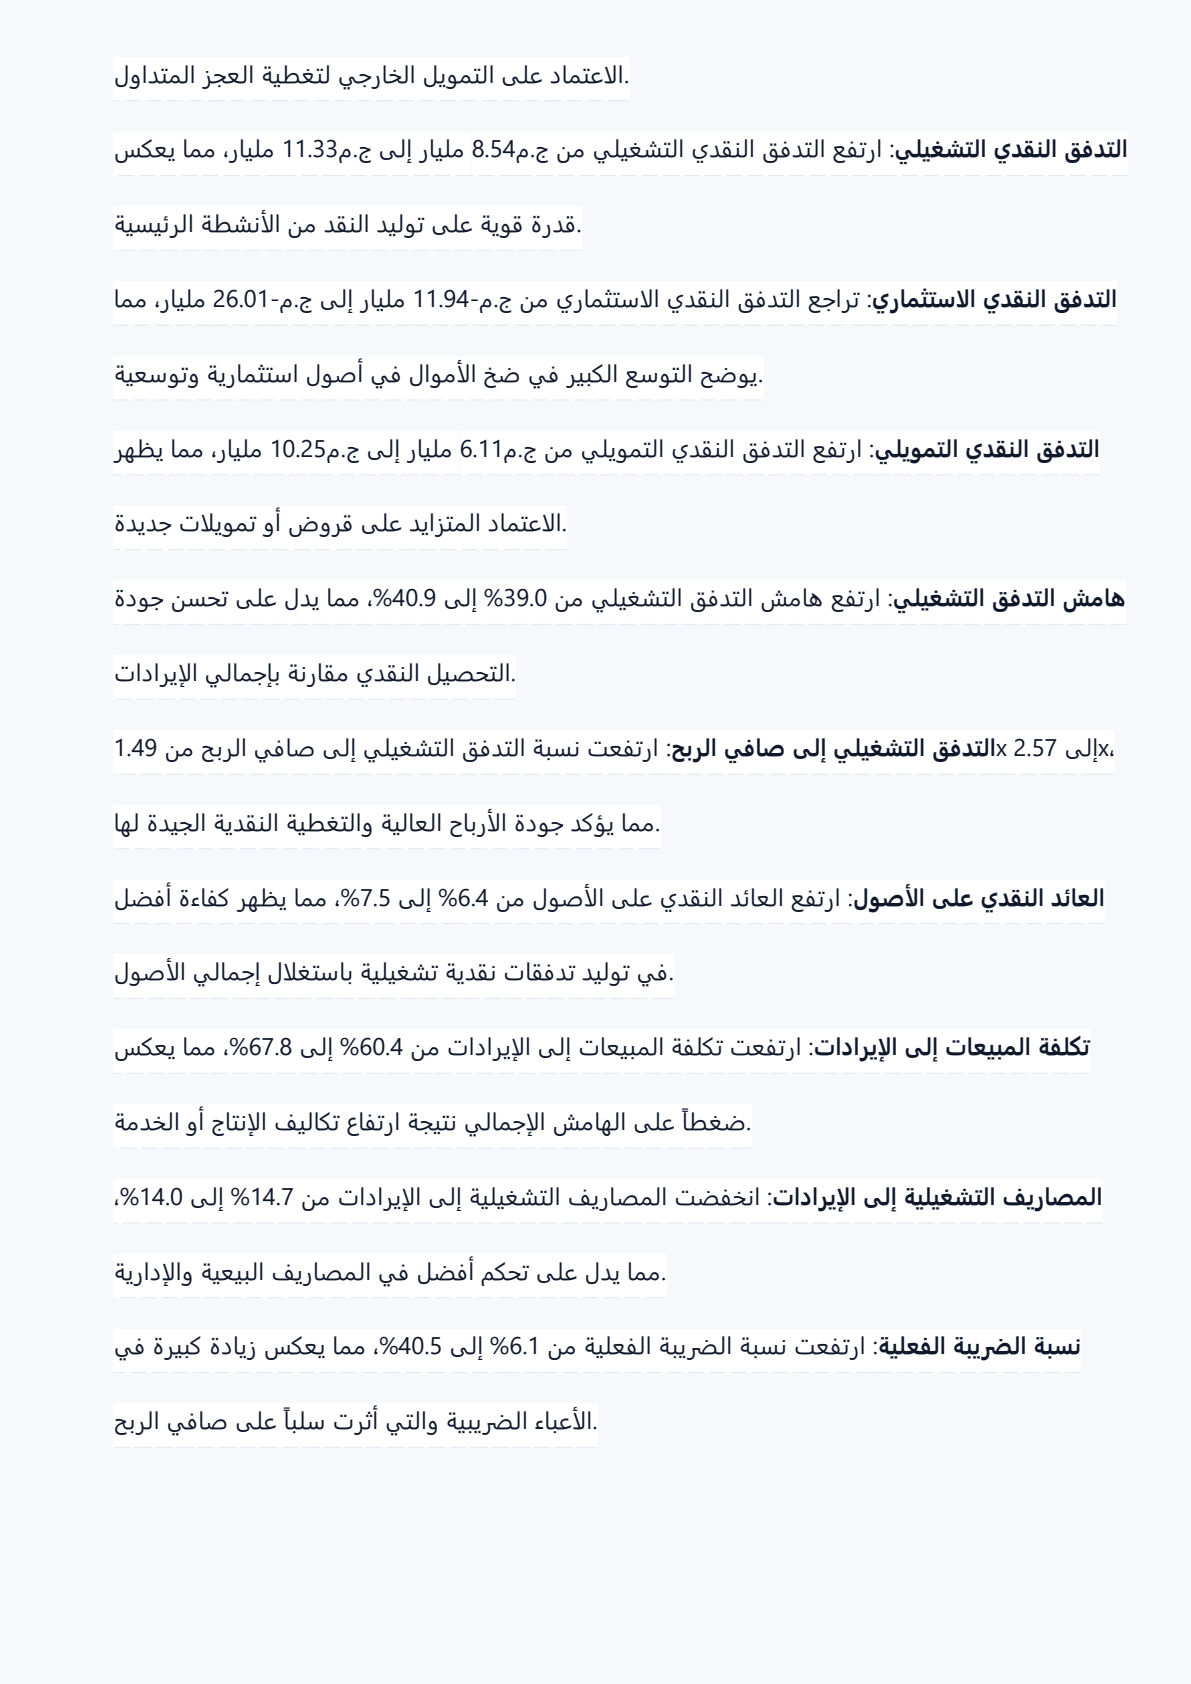 الاعتماد على التمويل الخارجي لتغطية العجز المتداول.
التدفق النقدي التشغيلي: ارتفع التدفق النقدي التشغيلي من ج.م8.54 مليار إلى ج.م11.33 مليار، مما يعكس
قدرة قوية على توليد النقد من الأنشطة الرئيسية.
التدفق النقدي الاستثماري: تراجع التدفق النقدي الاستثماري من ج.م-11.94 مليار إلى ج.م-26.01 مليار، مما
يوضح التوسع الكبير في ضخ الأموال في أصول استثمارية وتوسعية.
التدفق النقدي التمويلي: ارتفع التدفق النقدي التمويلي من ج.م6.11 مليار إلى ج.م10.25 مليار، مما يظهر
الاعتماد المتزايد على قروض أو تمويلات جديدة.
هامش التدفق التشغيلي: ارتفع هامش التدفق التشغيلي من 39.0% إلى 40.9%، مما يدل على تحسن جودة
التحصيل النقدي مقارنة بإجمالي الإيرادات.
التدفق التشغيلي إلى صافي الربح: ارتفعت نسبة التدفق التشغيلي إلى صافي الربح من 1.49x إلى 2.57x،
مما يؤكد جودة الأرباح العالية والتغطية النقدية الجيدة لها.
العائد النقدي على الأصول: ارتفع العائد النقدي على الأصول من 6.4% إلى 7.5%، مما يظهر كفاءة أفضل
في توليد تدفقات نقدية تشغيلية باستغلال إجمالي الأصول.
تكلفة المبيعات إلى الإيرادات: ارتفعت تكلفة المبيعات إلى الإيرادات من 60.4% إلى 67.8%، مما يعكس
ضغطاً على الهامش الإجمالي نتيجة ارتفاع تكاليف الإنتاج أو الخدمة.
المصاريف التشغيلية إلى الإيرادات: انخفضت المصاريف التشغيلية إلى الإيرادات من 14.7% إلى 14.0%،
مما يدل على تحكم أفضل في المصاريف البيعية والإدارية.
نسبة الضريبة الفعلية: ارتفعت نسبة الضريبة الفعلية من 6.1% إلى 40.5%، مما يعكس زيادة كبيرة في
الأعباء الضريبية والتي أثرت سلباً على صافي الربح.